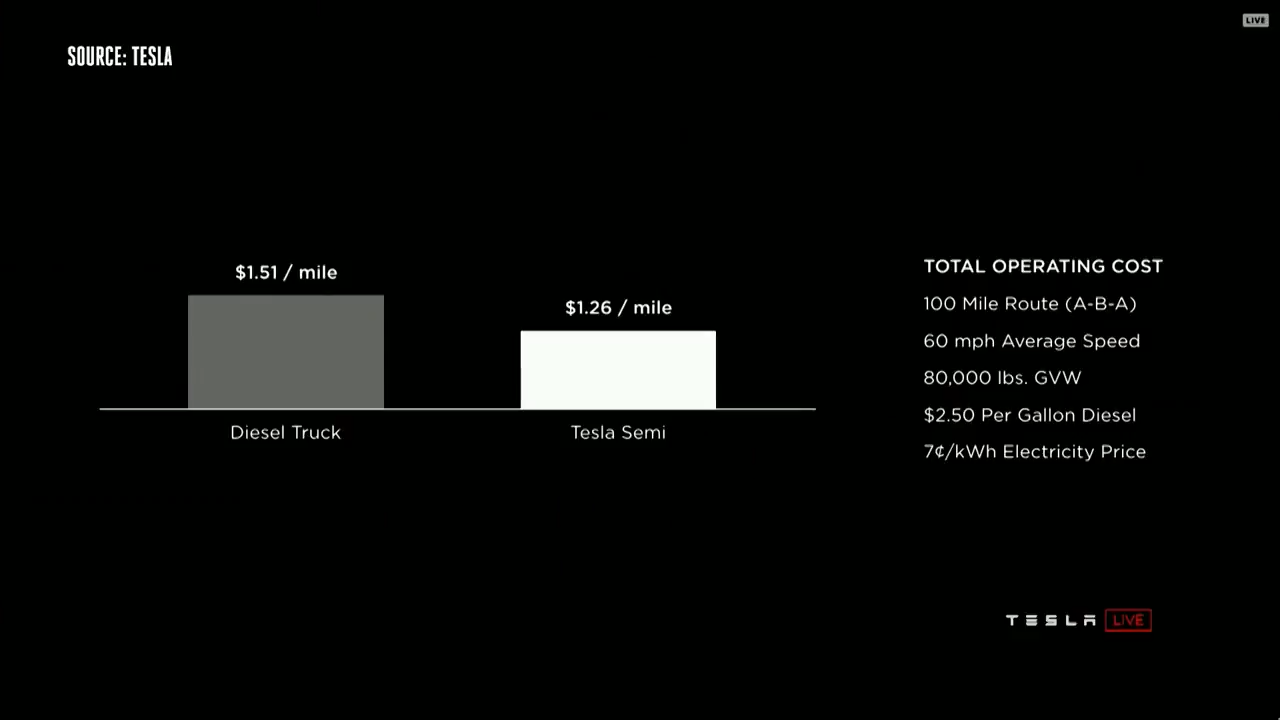 LIVE
SOURCE: TESLA
$1.51 / mile
$1.26 / mile
Diesel Truck
Tesla Semi
TOTAL OPERATING COST
100 Mile Route (A-B-A)
60 mph Average Speed
80,000 lbs. GVW
$2.50 Per Gallon Diesel
7¢/kWh Electricity Price
TESLA LIVE